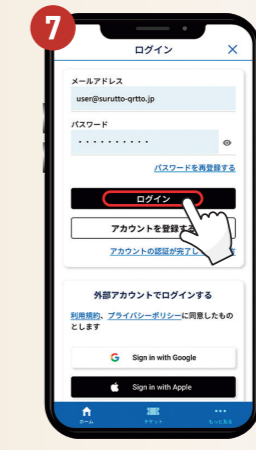 7
ログイン
メールアドレス
user@surutto-qrtto.jp
パスワード
パスワードを再登録する
ログイン
アカウントを登録する
アカウントの認証が完了し
外部アカウントでログインする
利用規約、プライバシーポリシーに同意したもの
とします
Sign in with Google
Sign in with Apple
ホーム
チケット
もっと見る